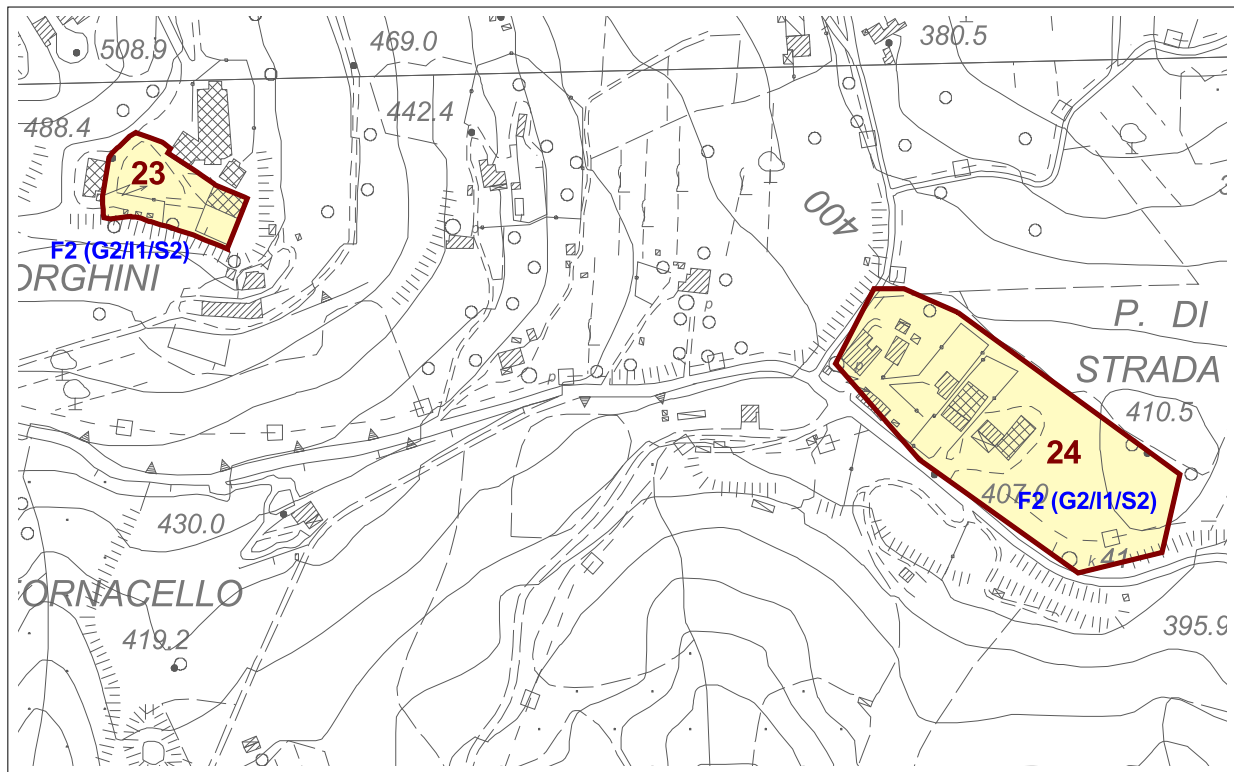 508.9
469.0
380.5
442.4
488.4
23
400
F2 (G2/I1/S2)
ORGHINI
P. DI
STRADA
410.5
24
407.0
F2 (G2/I1/S2)
430.0
k 41
ORNACELLO
419.2
395.9
p
p
p
p